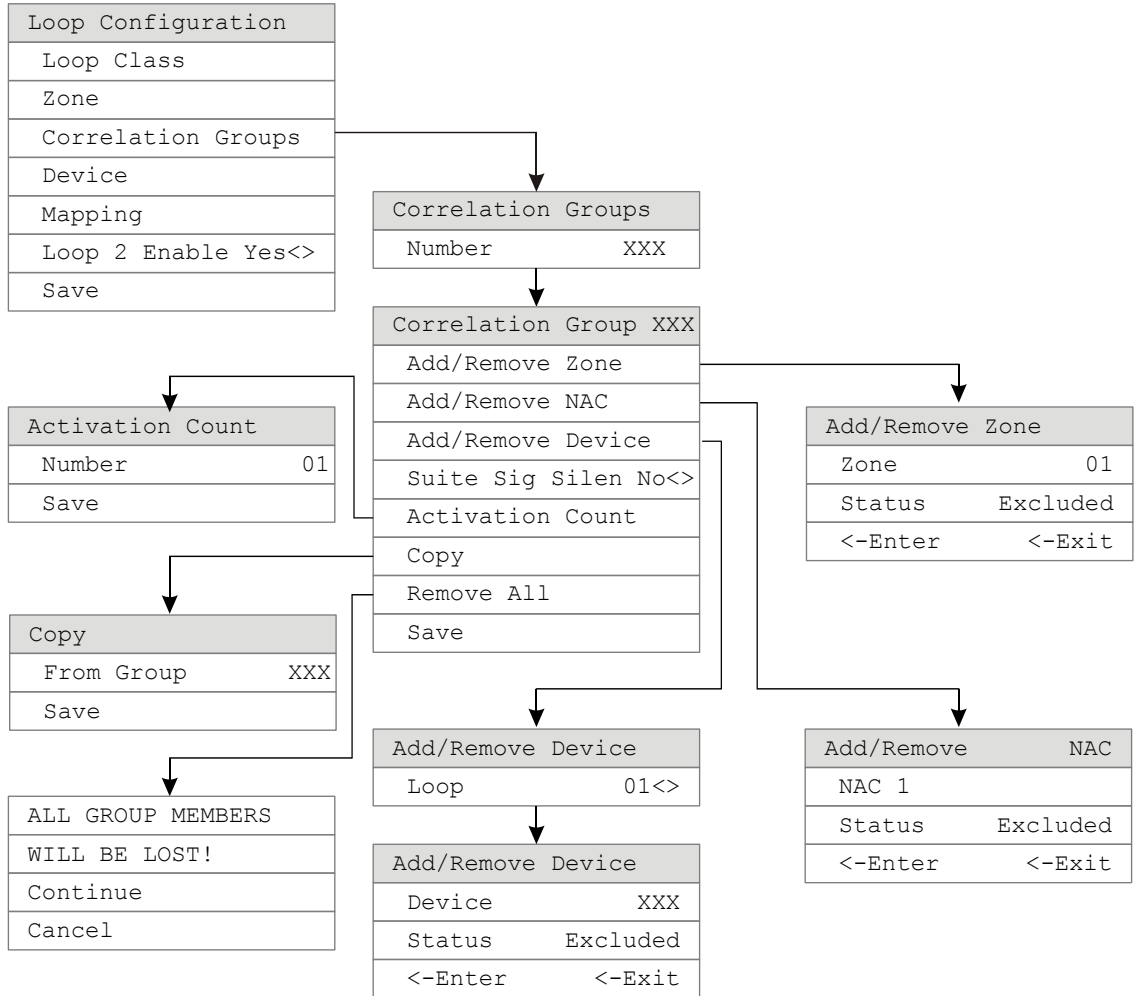 Loop Configuration
Loop Class
Zone
Correlation Groups
Device
Mapping
Loop 2 Enable Yes<>
Save
Correlation Groups
Number XXX
Correlation Group XXX
Add/Remove Zone
Add/Remove NAC
Add/Remove Device
Suite Sig Silen No<>
Activation Count
Copy
Remove All
Save
Activation Count
Number 01
Save
Copy
From Group XXX
Save
ALL GROUP MEMBERS
WILL BE LOST!
Continue
Cancel
Add/Remove Device
Loop 01<>
Add/Remove Device
Device XXX
Status Excluded
<-Enter <-Exit
Add/Remove Zone
Zone 01
Status Excluded
<-Enter <-Exit
Add/Remove NAC
NAC 1
Status Excluded
<-Enter <-Exit